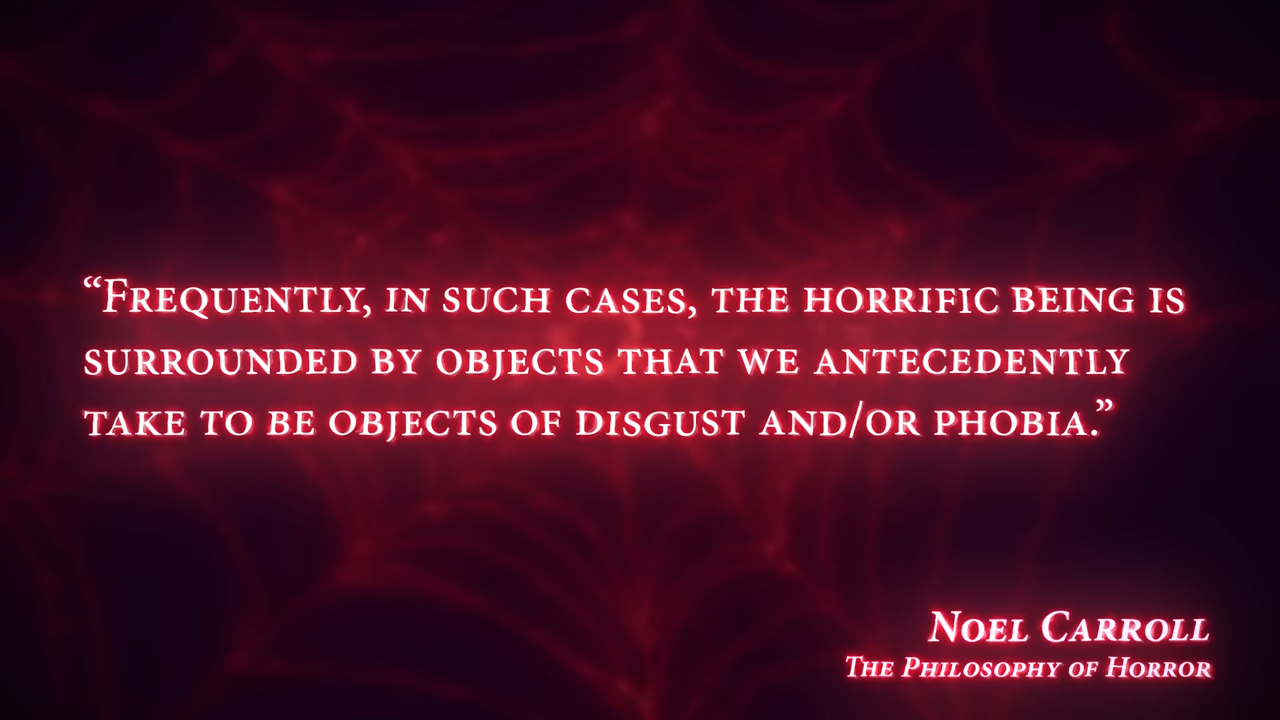 “Frequently, in such cases, the horrific being is
surrounded by objects that we antecedently
take to be objects of disgust and/or phobia.”
Noel Carroll
The Philosophy of Horror